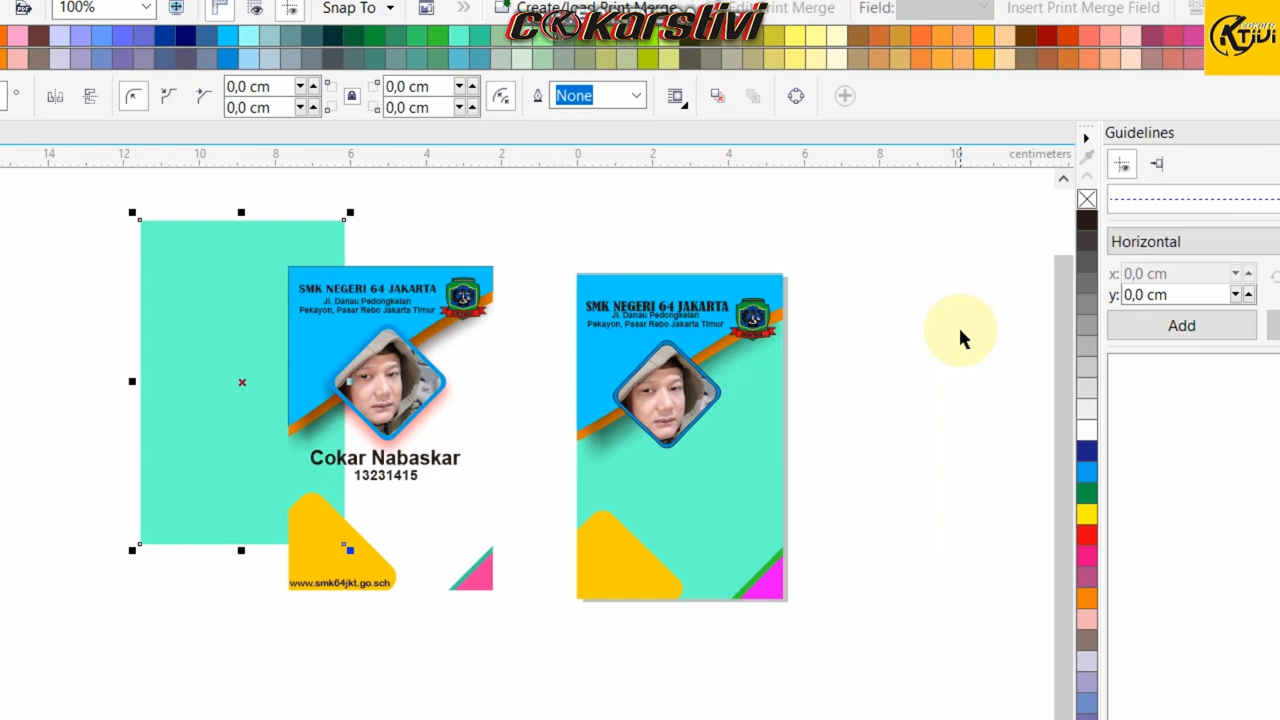 100%
Snap To
Create/Load Print Merge
Edit Print Merge
Field:
Insert Print Merge Field
cokarstivi
KTiVi
°
0,0 cm
0,0 cm
0,0 cm
0,0 cm
None
Guidelines
14 12 10 8 6 4 2 0 2 4 6 8 10 centimeters
Horizontal
x: 0,0 cm
y: 0,0 cm
Add
SMK NEGERI 64 JAKARTA
Jl. Danau Pedongkelan
Pekayon, Pasar Rebo Jakarta Timur
Cokar Nabaskar
13231415
www.smk64jkt.go.sch
SMK NEGERI 64 JAKARTA
Jl. Danau Pedongkelan
Pekayon, Pasar Rebo Jakarta Timur